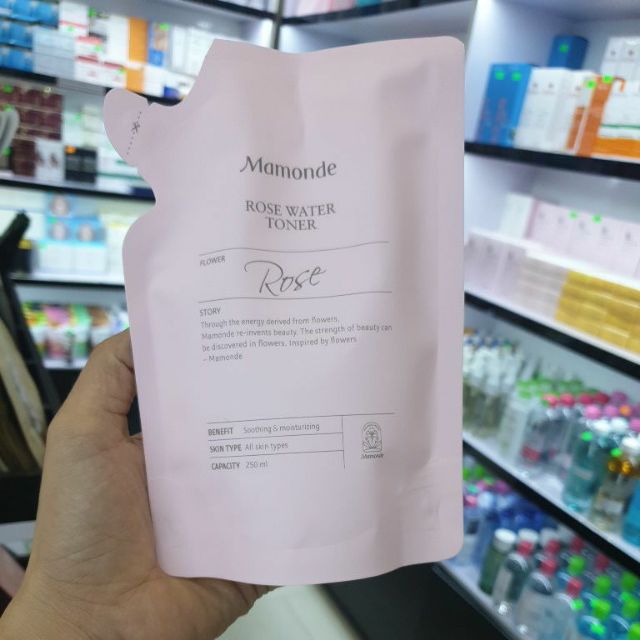 Mamonde
ROSE WATER
TONER
FLOWER
Rose
STORY
Through the energy derived from flowers,
Mamonde re-invents beauty. The strength of beauty can
be discovered in flowers. Inspired by flowers
- Mamonde
BENEFIT Soothing & moisturizing
SKIN TYPE All skin types
CAPACITY 250 ml
Mamonde